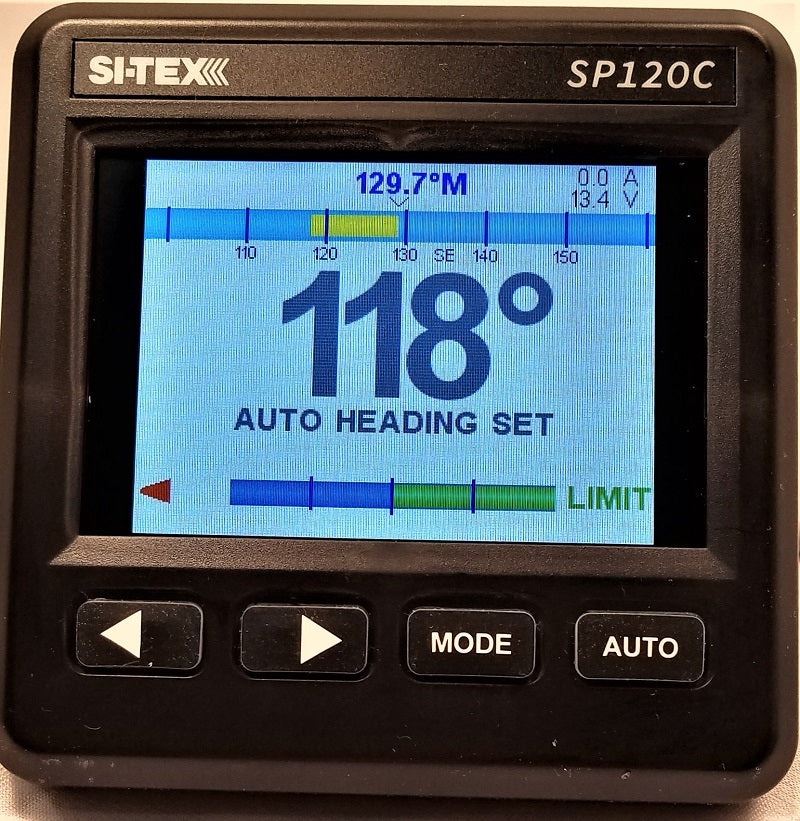 SI-TEX
SP120C
129.7°M
0.0 A
13.4 V
110 120 130 SE 140 150
118°
AUTO HEADING SET
LIMIT
MODE
AUTO